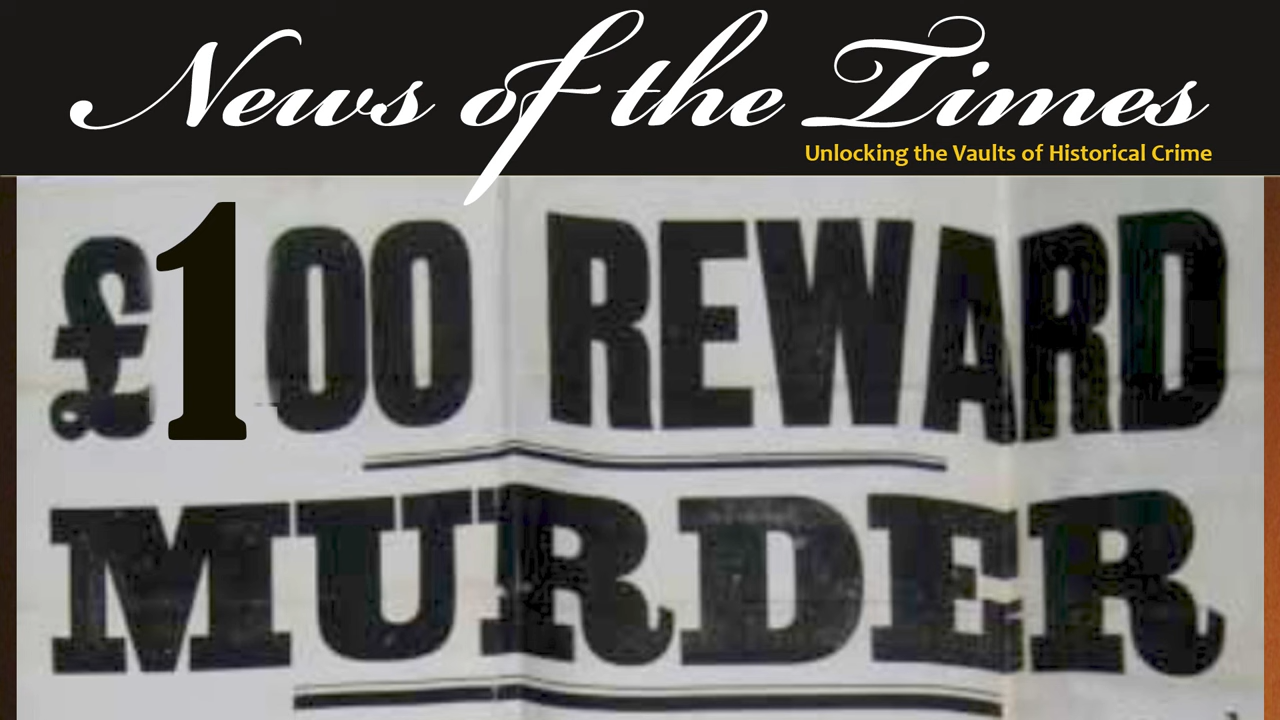 News of the Times
Unlocking the Vaults of Historical Crime
£100 REWARD
MURDER